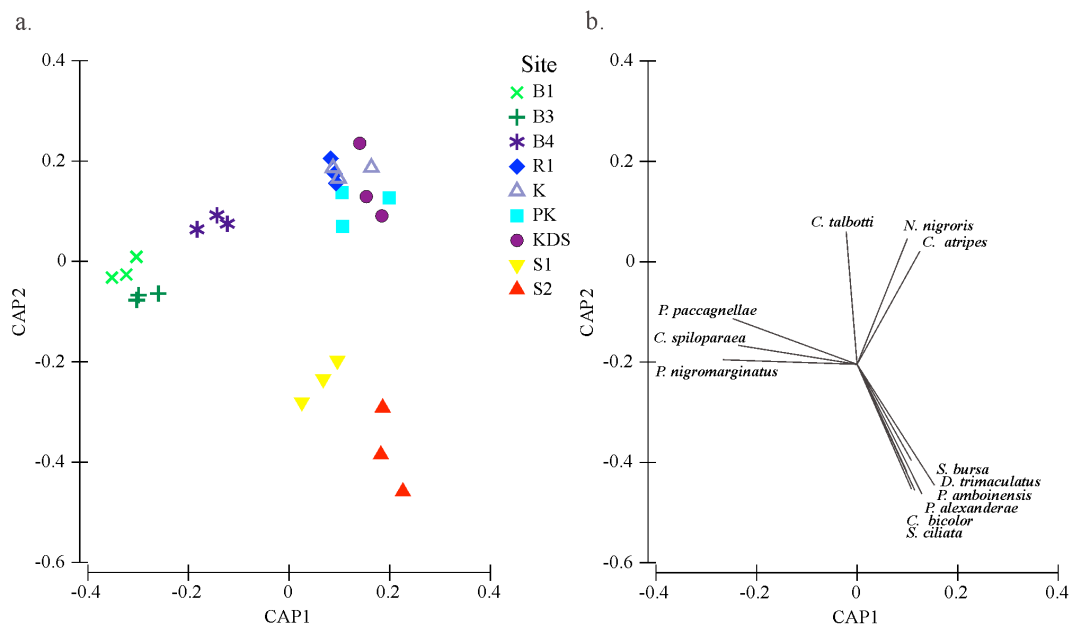 a.
b.
0.4
0.2
0
-0.2
-0.4
-0.6
CAP2
-0.4
-0.2
0
0.2
0.4
CAP1
Site
B1
B3
B4
R1
K
PK
KDS
S1
S2
0.4
0.2
0
-0.2
-0.4
-0.6
CAP2
C. talbotti
N. nigroris
C. atripes
P. paccagnellae
C. spiloparaea
P. nigromarginatus
S. bursa
D. trimaculatus
P. amboinensis
P. alexanderae
C. bicolor
S. ciliata
-0.4
-0.2
0
0.2
0.4
CAP1